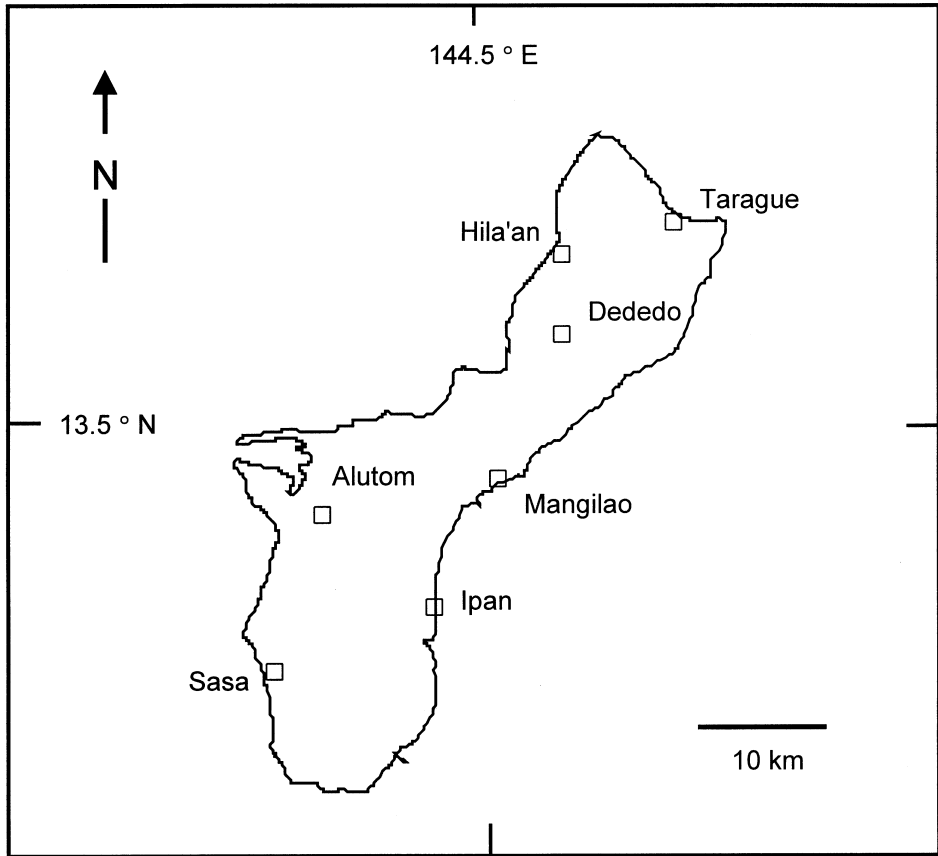 144.5 ° E
N
Tarague
Hila'an
Dededo
13.5 ° N
Alutom
Mangilao
Ipan
Sasa
10 km